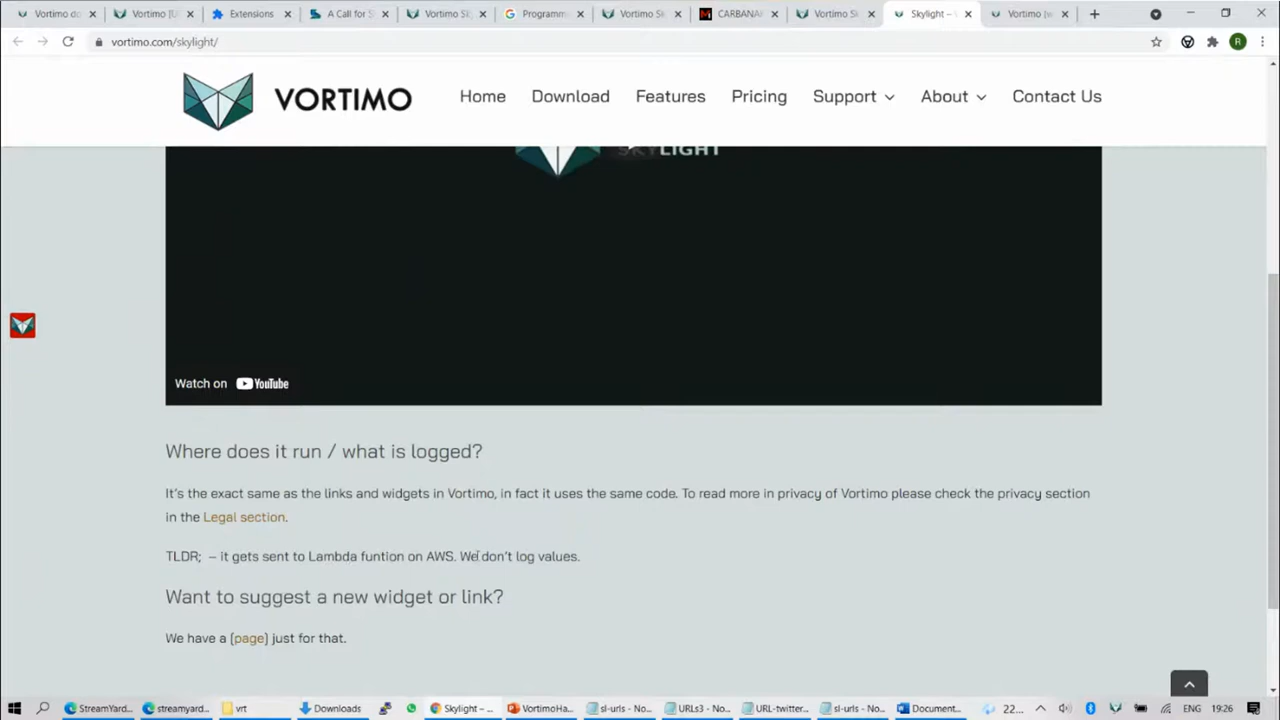 Vortimo do
Vortimo [U
Extensions
A Call for S
Vortimo Sk
Programm
Vortimo Sk
CARBANA
Vortimo Sk
Skylight – V
Vortimo (w
vortimo.com/skylight/
R
VORTIMO
Home
Download
Features
Pricing
Support
About
Contact Us
SKYLIGHT
Watch on YouTube
Where does it run / what is logged?
It's the exact same as the links and widgets in Vortimo, in fact it uses the same code. To read more in privacy of Vortimo please check the privacy section
in the Legal section.
TLDR; – it gets sent to Lambda funtion on AWS. We don't log values.
Want to suggest a new widget or link?
We have a [page] just for that.
StreamYard...
streamyard...
vrt
Downloads
Skylight – ...
VortimoHa...
sl-urls - No...
URLs3 - No...
URL-twitter...
sl-urls - No...
Document...
22...
ENG
19:26